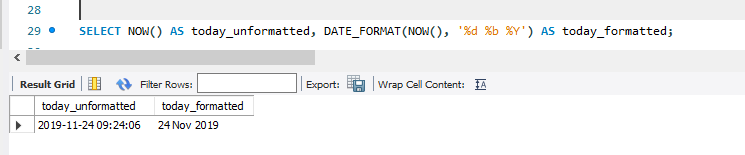 28
29 SELECT NOW() AS today_unformatted, DATE_FORMAT(NOW(), '%d %b %Y') AS today_formatted;
Result Grid Filter Rows: Export: Wrap Cell Content:
today_unformatted today_formatted
2019-11-24 09:24:06 24 Nov 2019